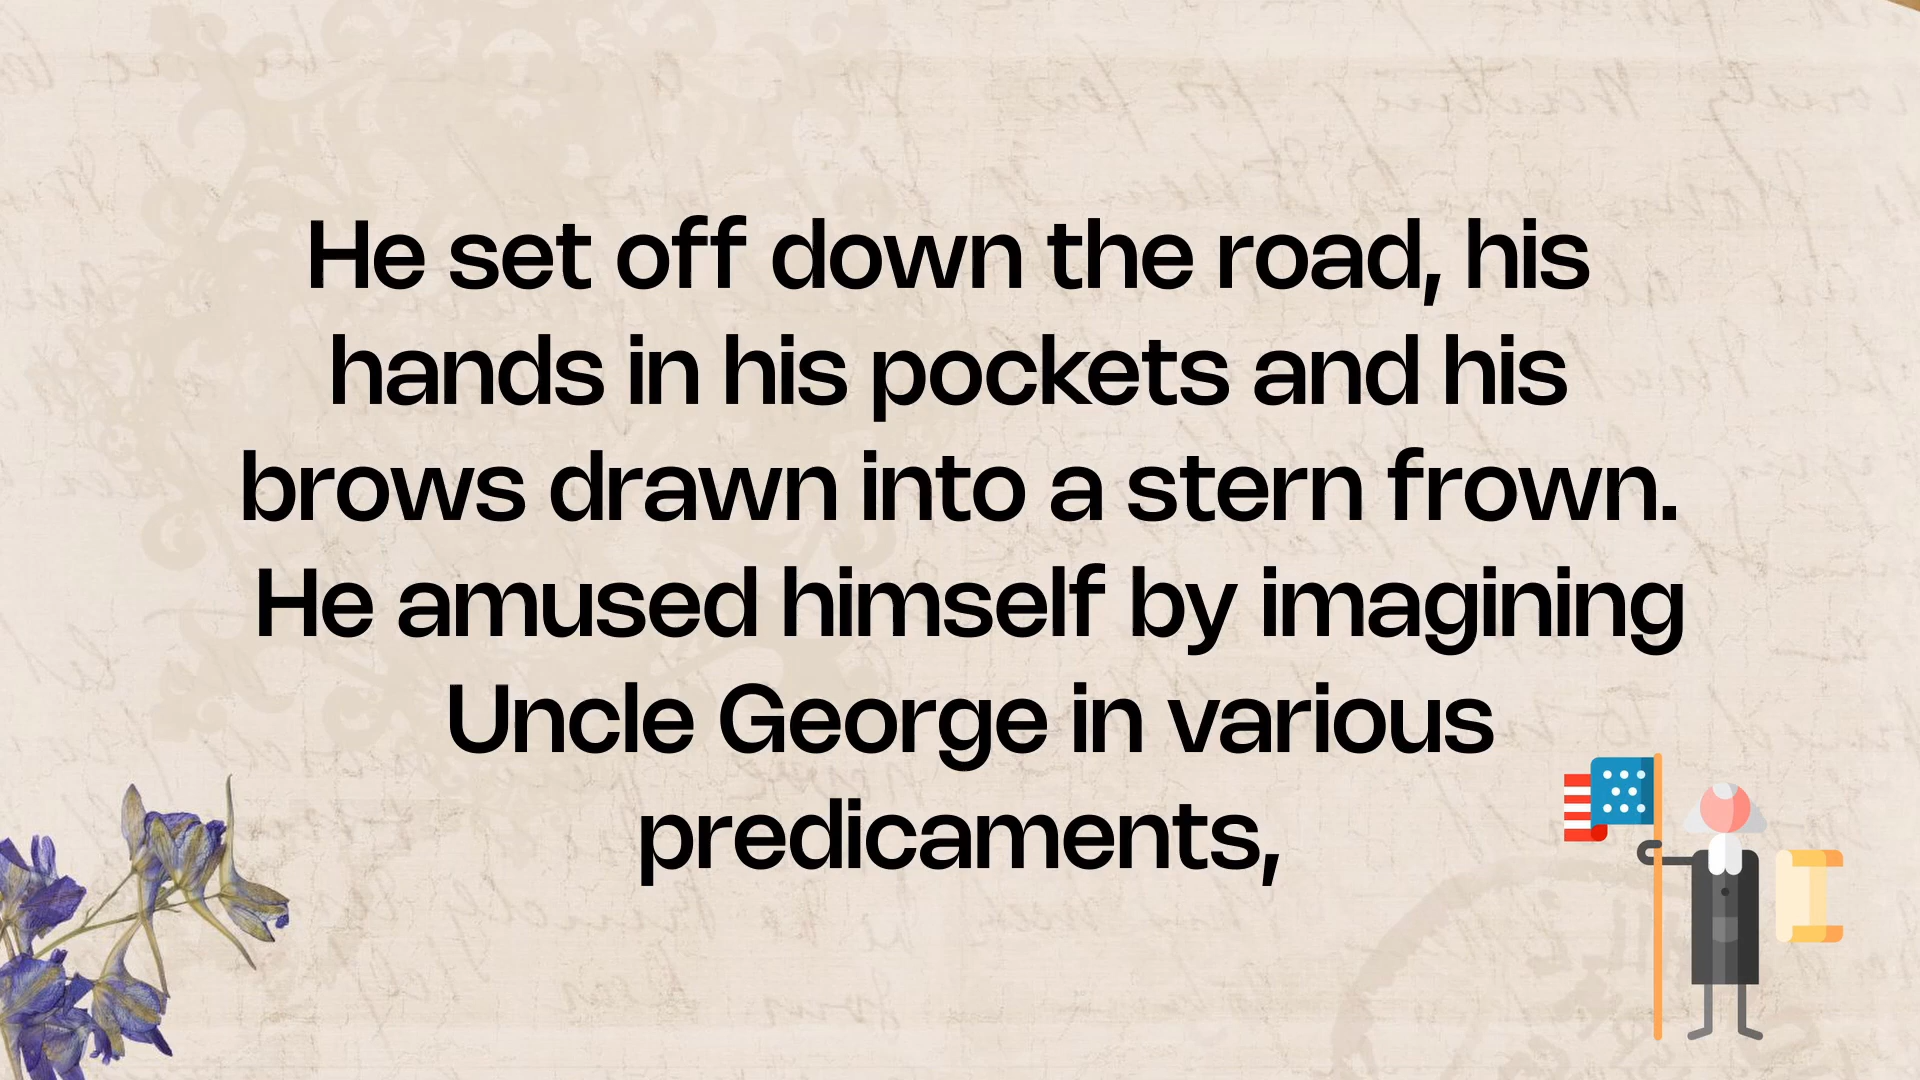 He set off down the road, his
hands in his pockets and his
brows drawn into a stern frown.
He amused himself by imagining
Uncle George in various
predicaments,